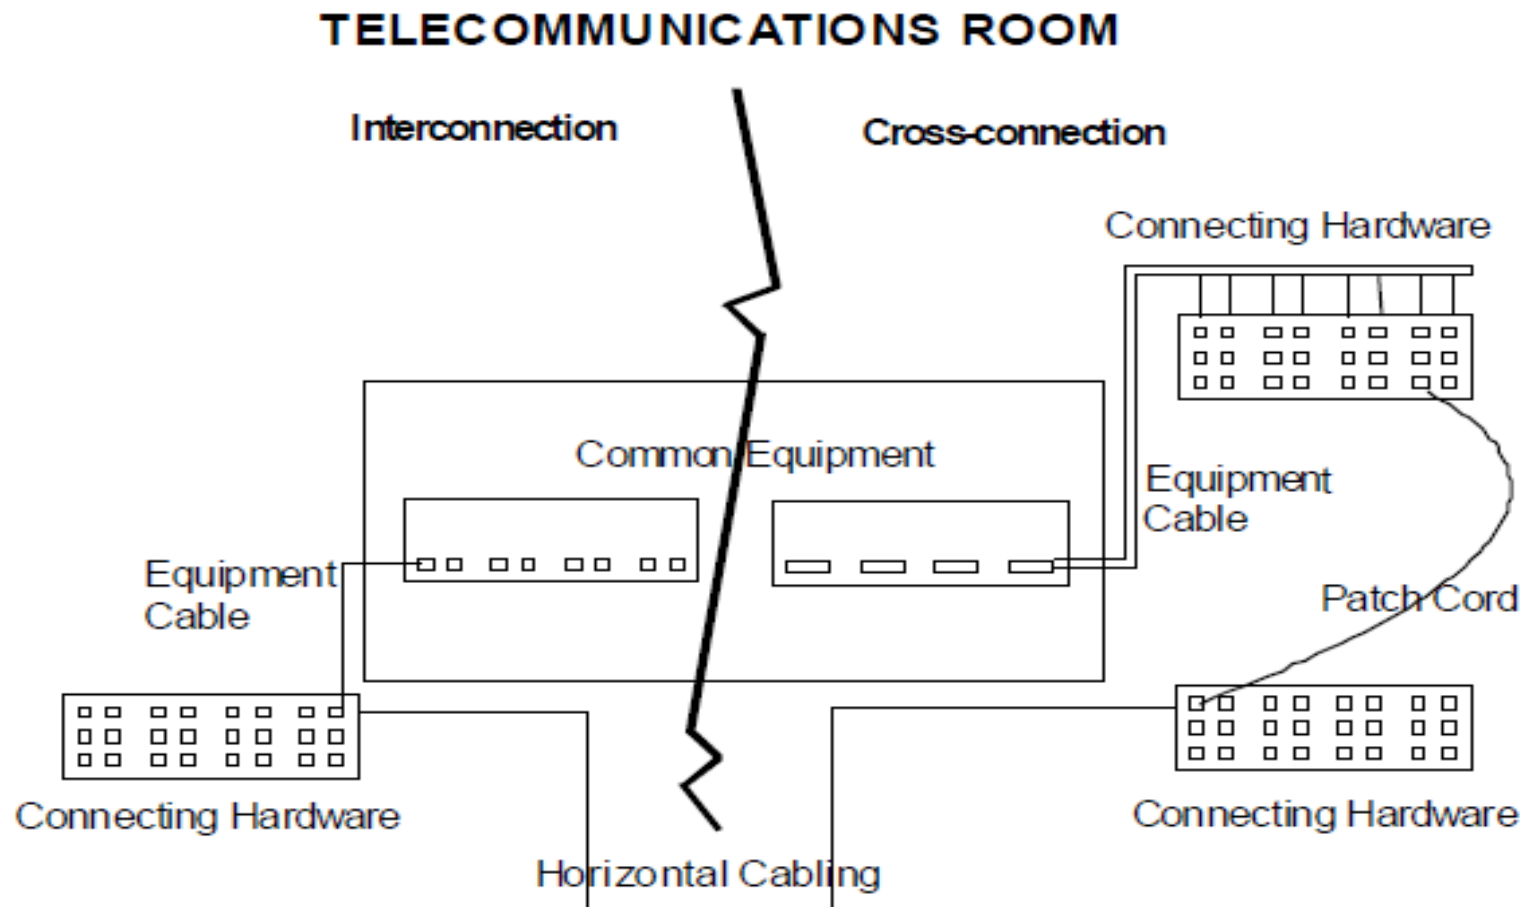 TELECOMMUNICATIONS ROOM
Interconnection
Cross-connection
Connecting Hardware
Common Equipment
Equipment
Cable
Equipment
Cable
Patch Cord
Connecting Hardware
Connecting Hardware
Horizontal Cabling